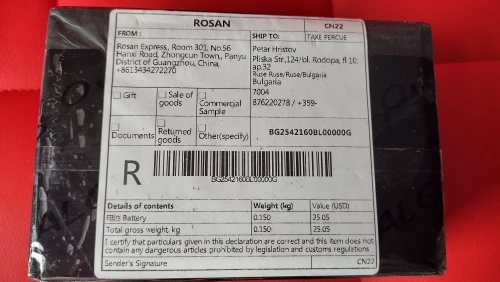 ROSAN
CN22
FROM :
SHIP TO:
TAXE PERCUE
Rosan Express, Room 301, No.56
Hanxi Road, Zhongcun Town, Panyu
District of Guangzhou, China,
+8613434272270
Petar Hristov
Pliska Str,124/lol. Rodopa, fl.10,
ap.32
Ruse Ruse/Ruse/Bulgaria
Bulgaria
7004
876220278 / +359-
Gift
Sale of goods
Commercjal Sample
Documents
Returned goods
Other(specify)
BG2542160BL00000G
R
BG2542160BL00000G
Details of contents
Weight (kg)
Value (USD)
电池 Battery
0.150
25.05
Total gross weight, kg
0.150
25.05
I certify that particulars given in this declaration are correct and this item does not
contain any dangerous articles prohibited by legislation and customs regulations
Sender's Signature
CN22